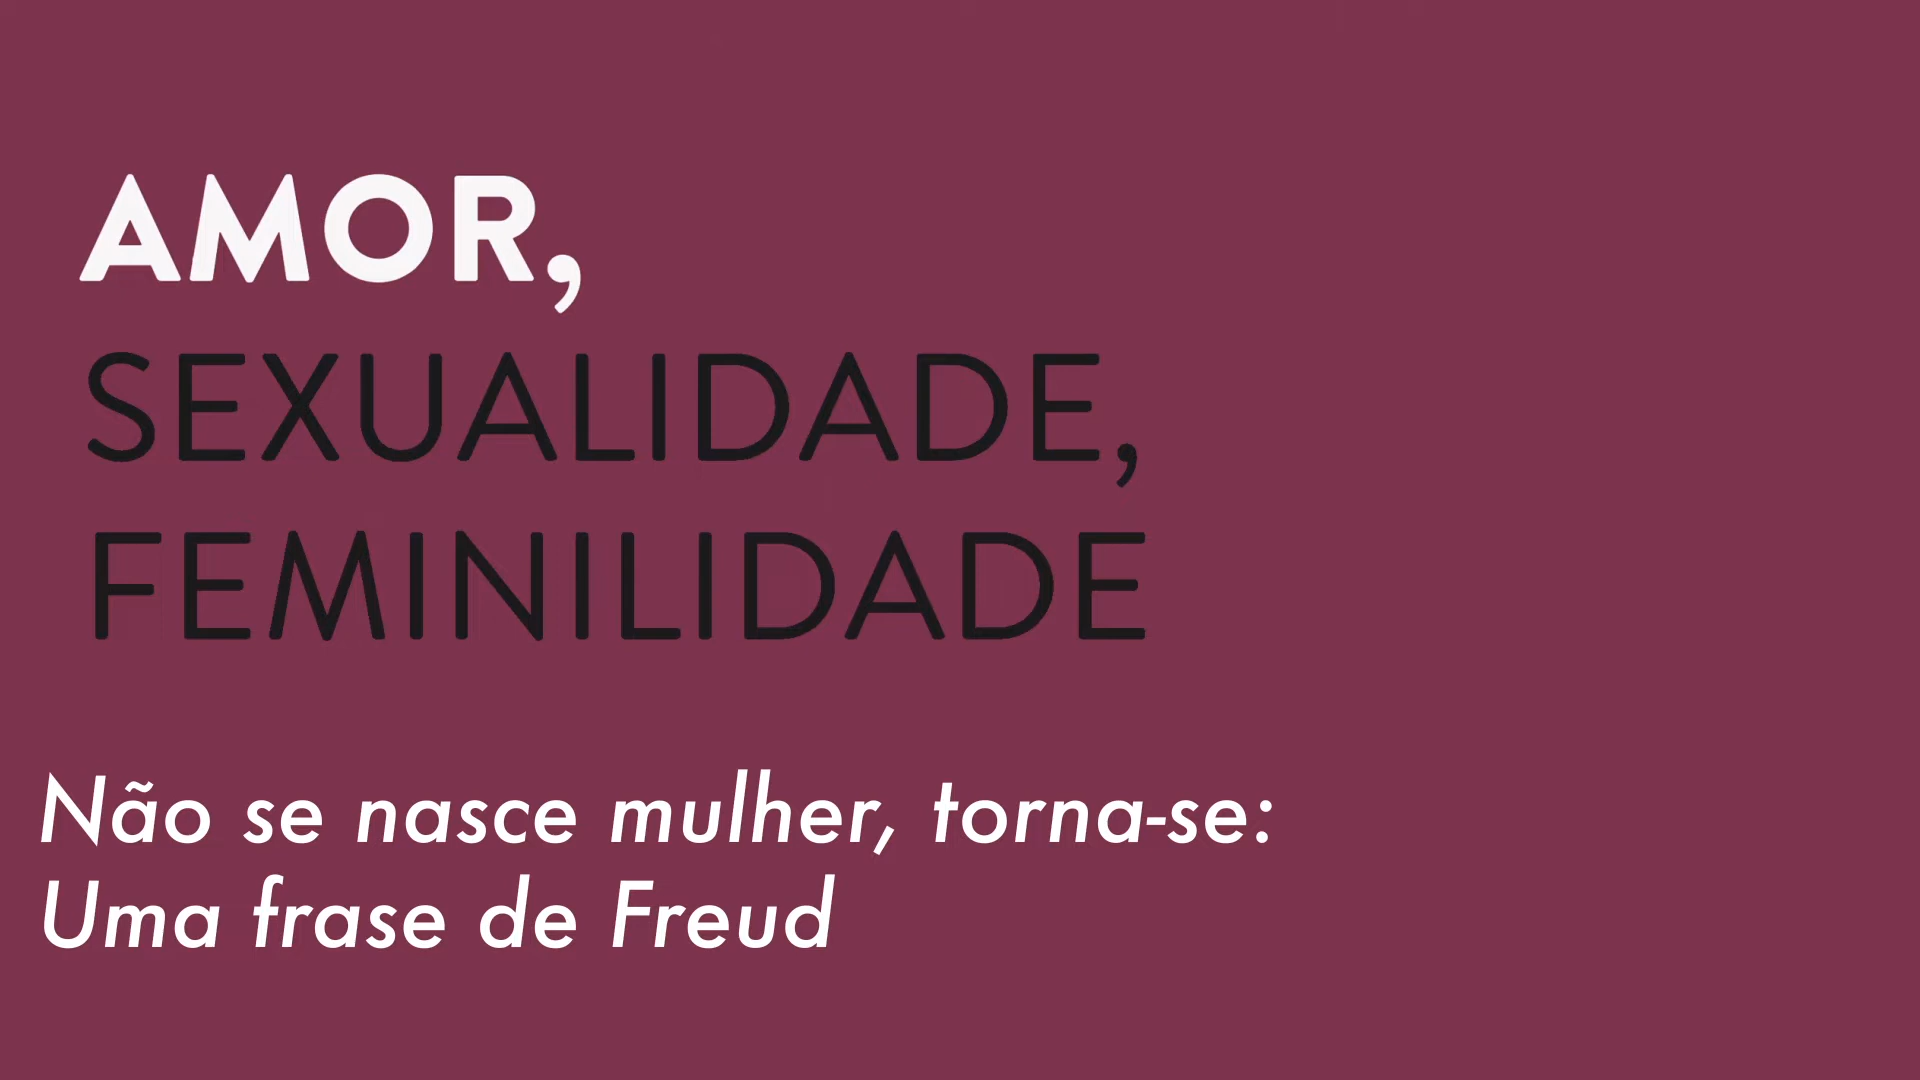 AMOR,
SEXUALIDADE,
FEMINILIDADE
Não se nasce mulher, torna-se:
Uma frase de Freud